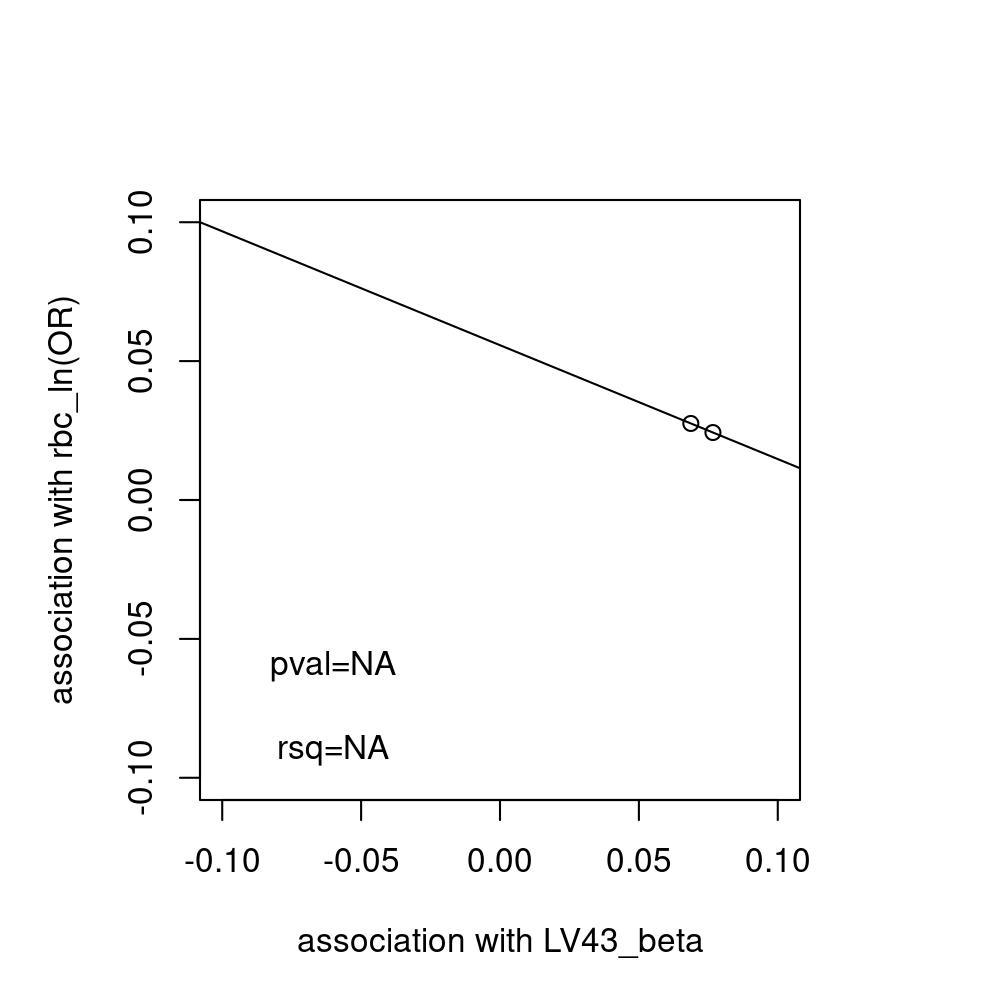 association with rbc_ln(OR)
0.10
0.05
0.00
-0.05
-0.10
pval=NA
rsq=NA
-0.10 -0.05 0.00 0.05 0.10
association with LV43_beta